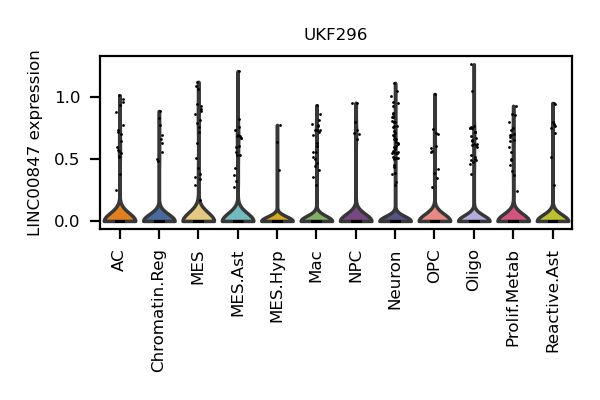 UKF296
LINC00847 expression
1.0
0.5
0.0
AC
Chromatin.Reg
MES
MES.Ast
MES.Hyp
Mac
NPC
Neuron
OPC
Oligo
Prolif.Metab
Reactive.Ast